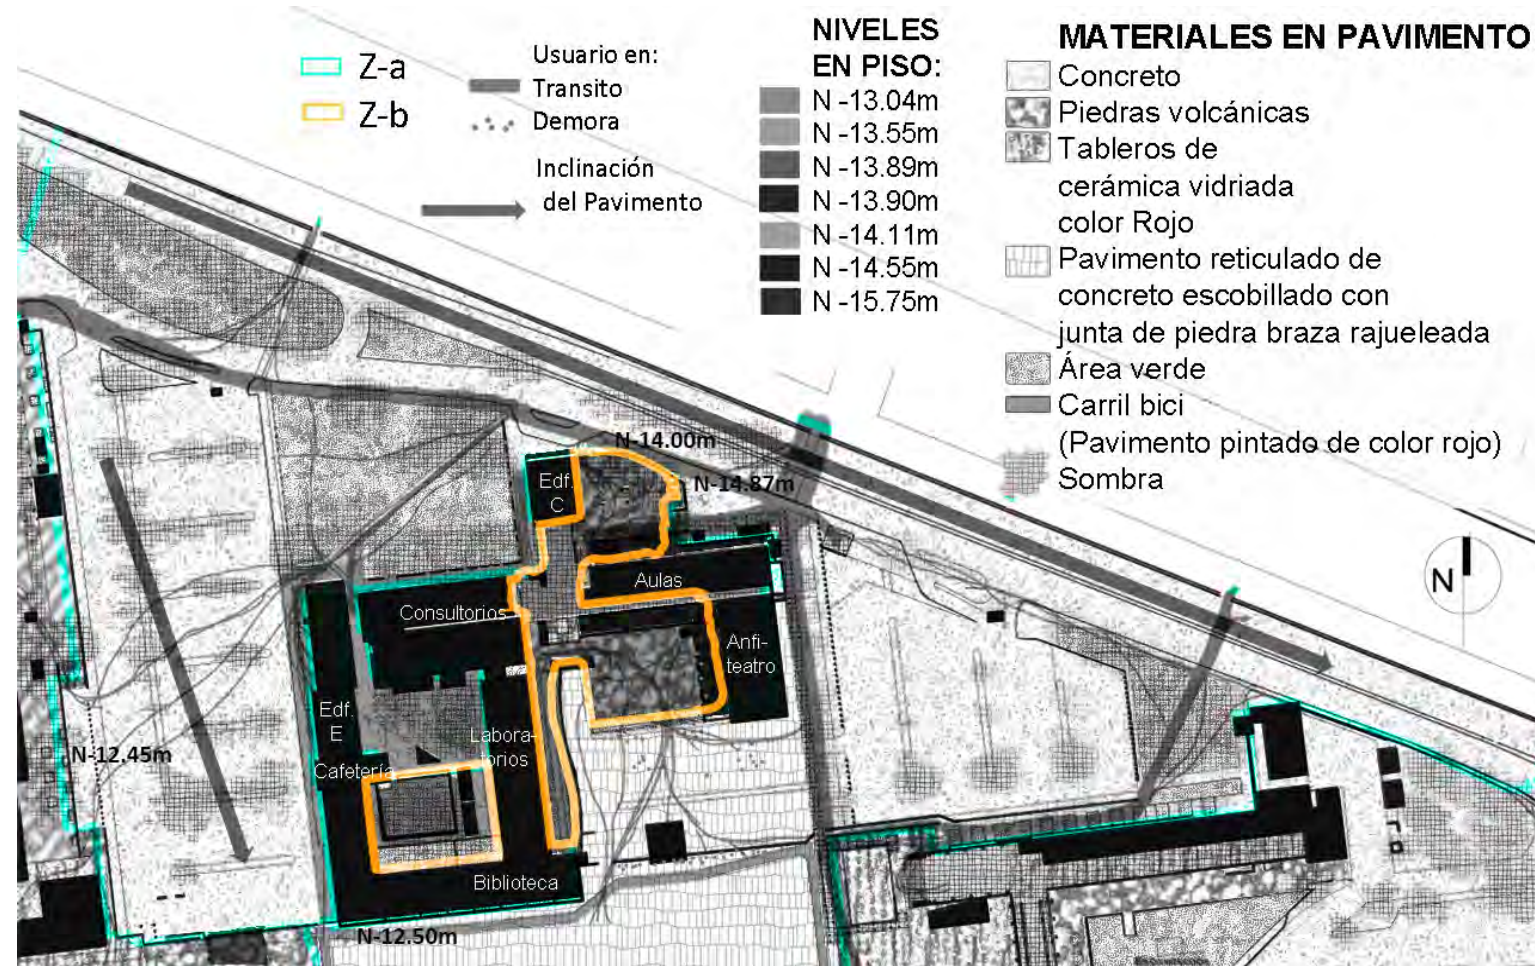 Z-a
Z-b
Usuario en:
Transito
Demora
Inclinación
del Pavimento
NIVELES
EN PISO:
N -13.04m
N -13.55m
N -13.89m
N -13.90m
N -14.11m
N -14.55m
N -15.75m
MATERIALES EN PAVIMENTO
Concreto
Piedras volcánicas
Tableros de
cerámica vidriada
color Rojo
Pavimento reticulado de
concreto escobillado con
junta de piedra braza rajueleada
Área verde
Carril bici
(Pavimento pintado de color rojo)
Sombra
N
N-14.00m
N-14.87m
Edf.
C
Aulas
Consultorios
Anfi-
teatro
Edf.
E
Labora-
torios
Cafetería
N-12.45m
Biblioteca
N-12.50m